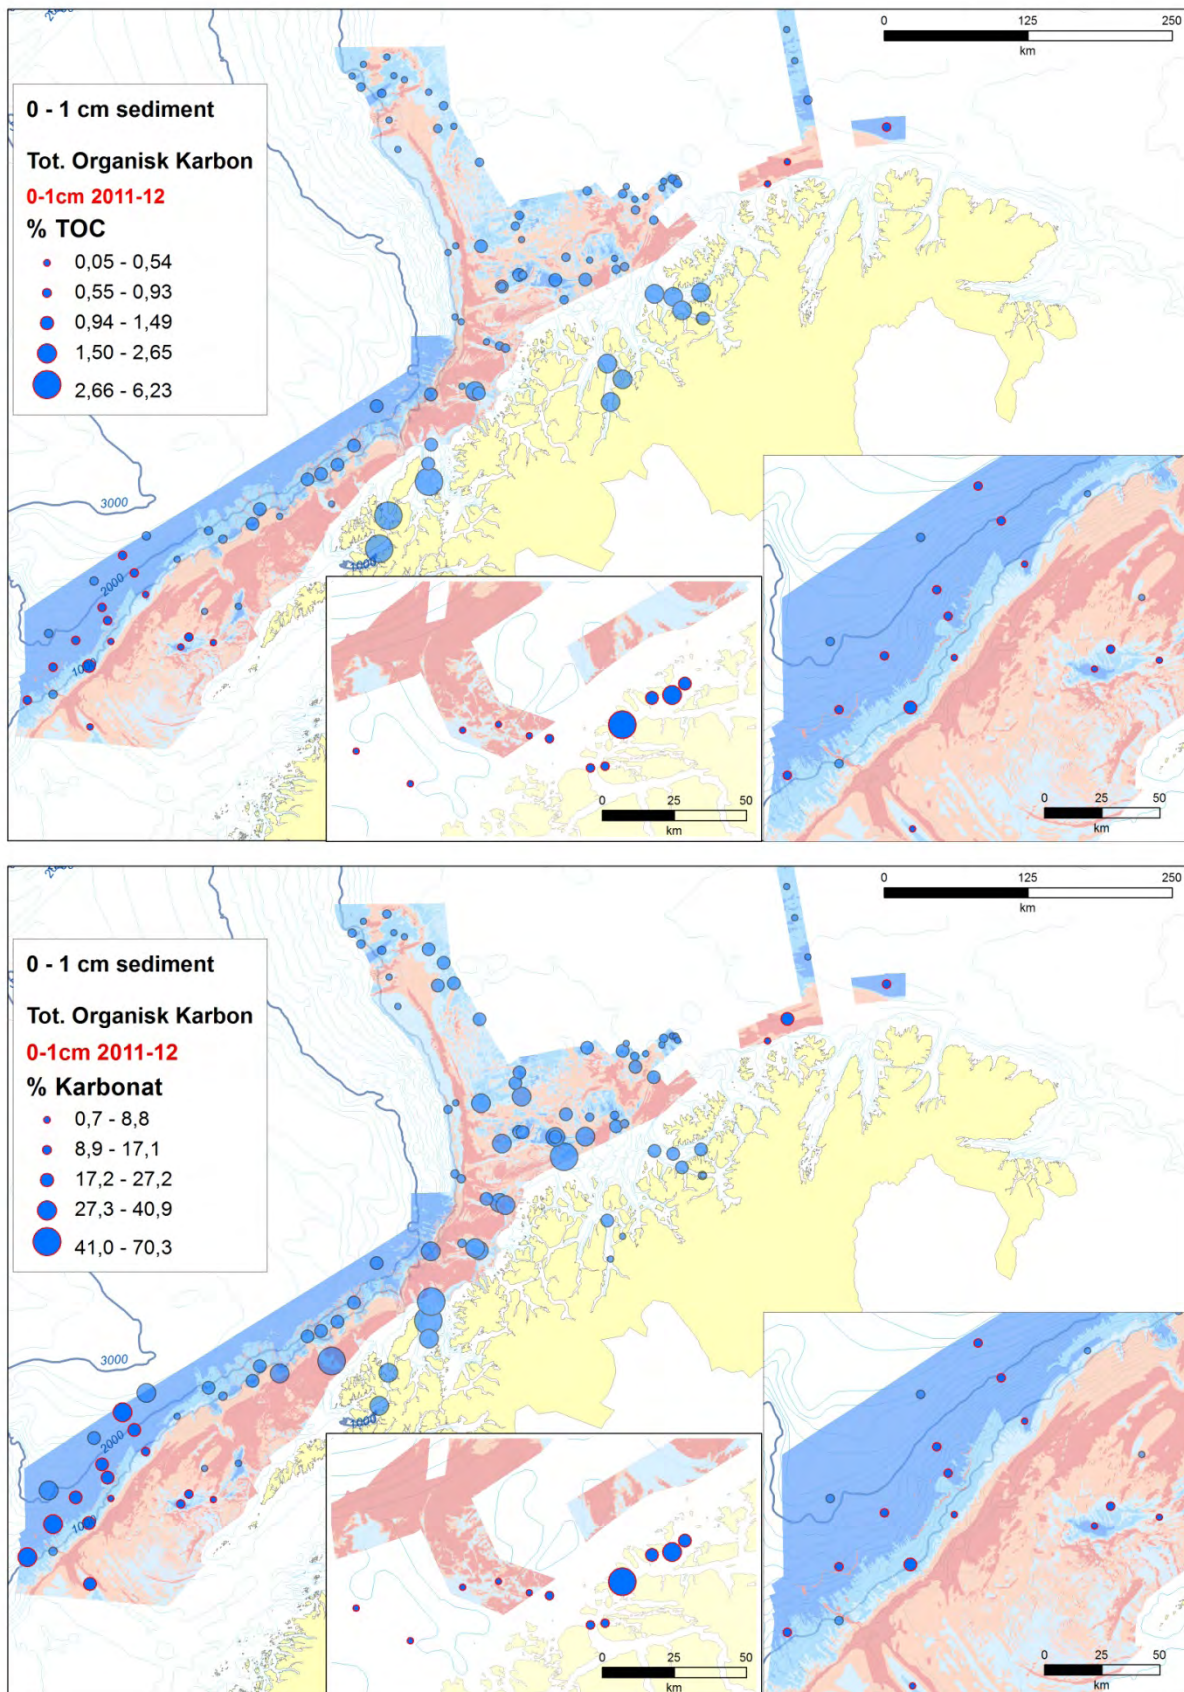 0 125 250
km
0 - 1 cm sediment
Tot. Organisk Karbon
0-1cm 2011-12
% TOC
0,05 - 0,54
0,55 - 0,93
0,94 - 1,49
1,50 - 2,65
2,66 - 6,23
3000
2000
1000
1000
0 25 50
km
0 25 50
km
0 125 250
km
0 - 1 cm sediment
Tot. Organisk Karbon
0-1cm 2011-12
% Karbonat
0,7 - 8,8
8,9 - 17,1
17,2 - 27,2
27,3 - 40,9
41,0 - 70,3
3000
2000
1000
1000
0 25 50
km
0 25 50
km